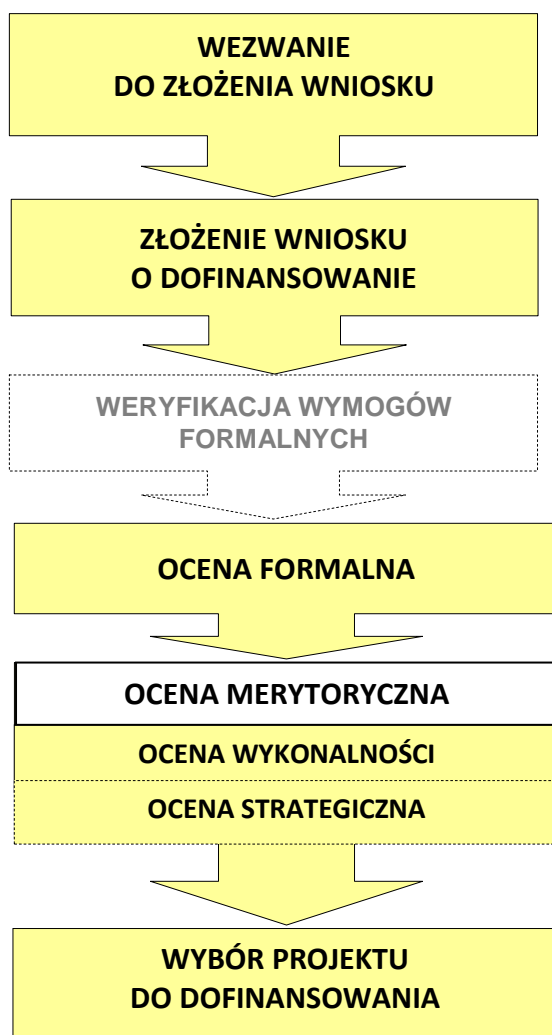 WEZWANIE
DO ZŁOŻENIA WNIOSKU
ZŁOŻENIE WNIOSKU
O DOFINANSOWANIE
WERYFIKACJA WYMOGÓW
FORMALNYCH
OCENA FORMALNA
OCENA MERYTORYCZNA
OCENA WYKONALNOŚCI
OCENA STRATEGICZNA
WYBÓR PROJEKTU
DO DOFINANSOWANIA